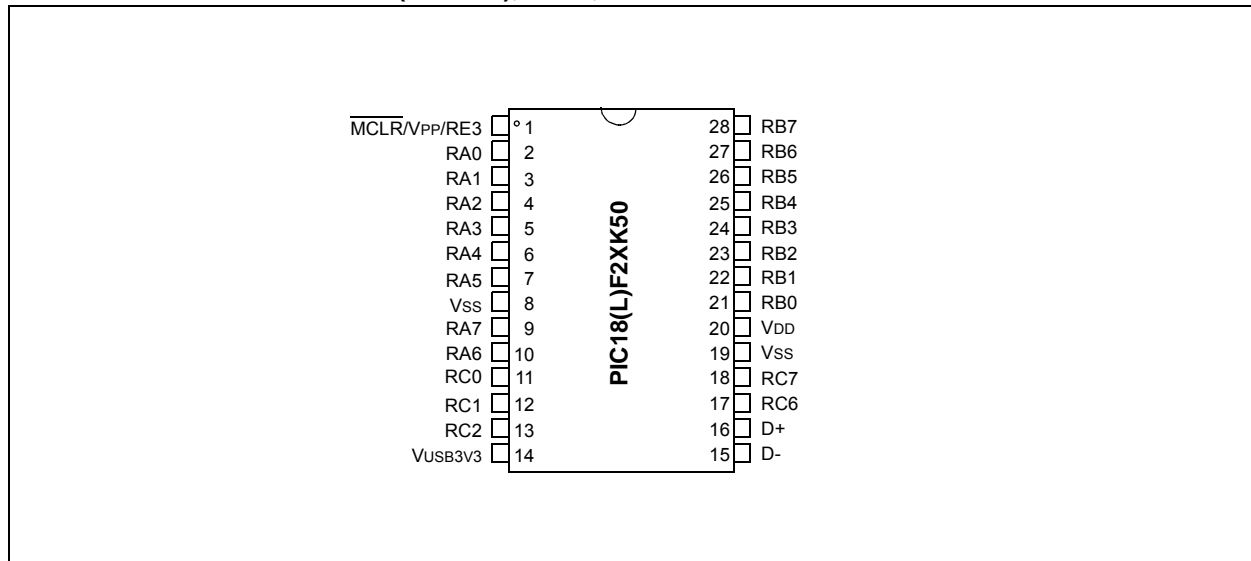 MCLR/VPP/RE3 1 28 RB7
RA0 2 27 RB6
RA1 3 26 RB5
RA2 4 25 RB4
RA3 5 24 RB3
RA4 6 23 RB2
RA5 7 22 RB1
VSS 8 21 RB0
RA7 9 20 VDD
RA6 10 19 VSS
RC0 11 18 RC7
RC1 12 17 RC6
RC2 13 16 D+
VUSB3V3 14 15 D-
PIC18(L)F2XK50